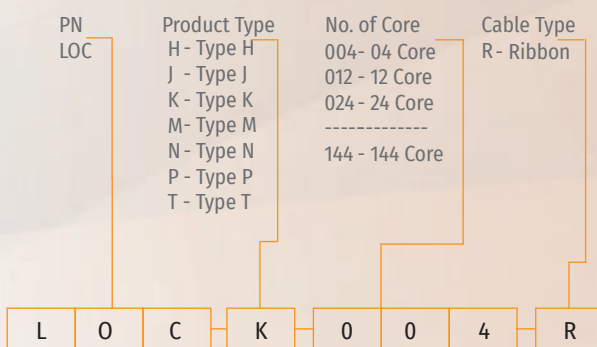 PN
LOC
Product Type
H - Type H
J - Type J
K - Type K
M- Type M
N - Type N
P - Type P
T - Type T
No. of Core
004- 04 Core
012 - 12 Core
024 - 24 Core
-------------
144 - 144 Core
Cable Type
R - Ribbon
L O C K 0 0 4 R